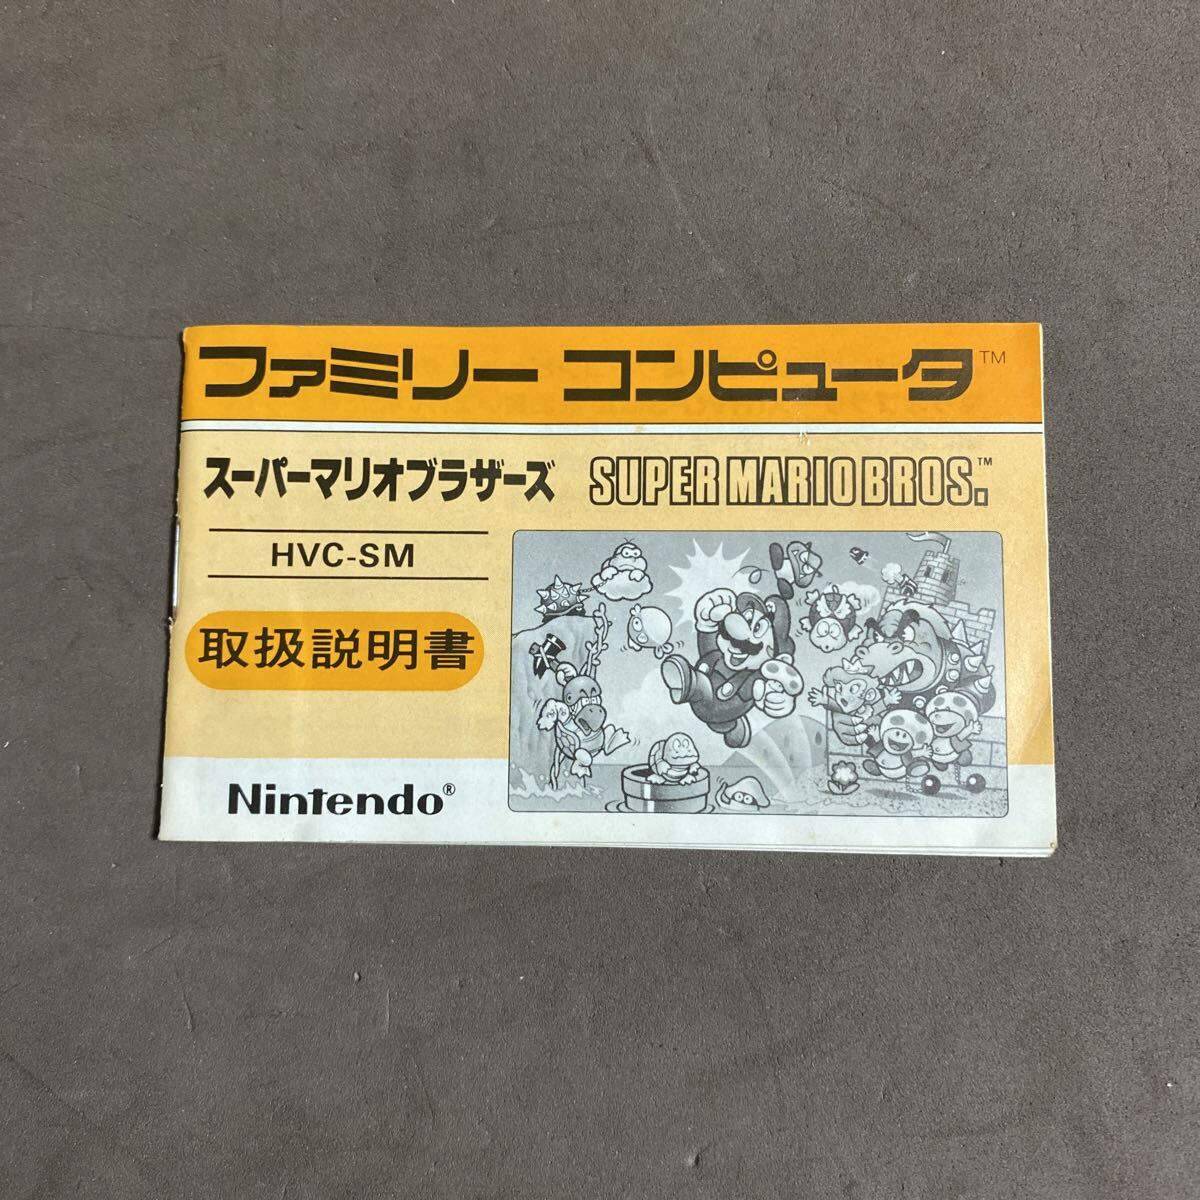 ファミリー コンピュータ™
スーパーマリオブラザーズ SUPER MARIO BROS.™
HVC-SM
取扱説明書
Nintendo®